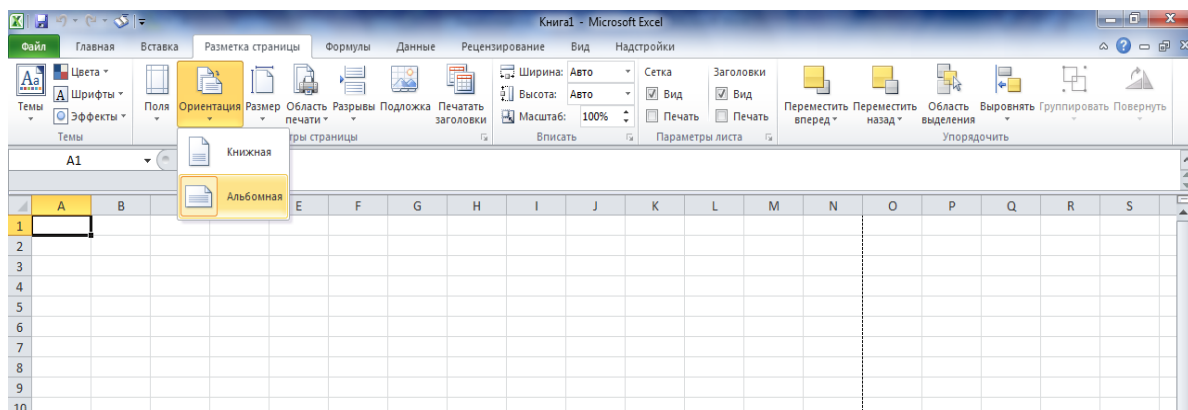 Книга1 - Microsoft Excel
Файл Главная Вставка Разметка страницы Формулы Данные Рецензирование Вид Надстройки
Темы
Цвета
Шрифты
Эффекты
Темы
Поля Ориентация Размер Область печати Разрывы Подложка Печатать заголовки
Ширина: Авто
Высота: Авто
Масштаб: 100%
Вписать
Сетка
Вид
Печать
Заголовки
Вид
Печать
Параметры листа
Переместить вперед Переместить назад Область выделения Выровнять Группировать Повернуть
Упорядочить
Книжная
Альбомная
страницы
A1
A B E F G H I J K L M N O P Q R S
1
2
3
4
5
6
7
8
9
10